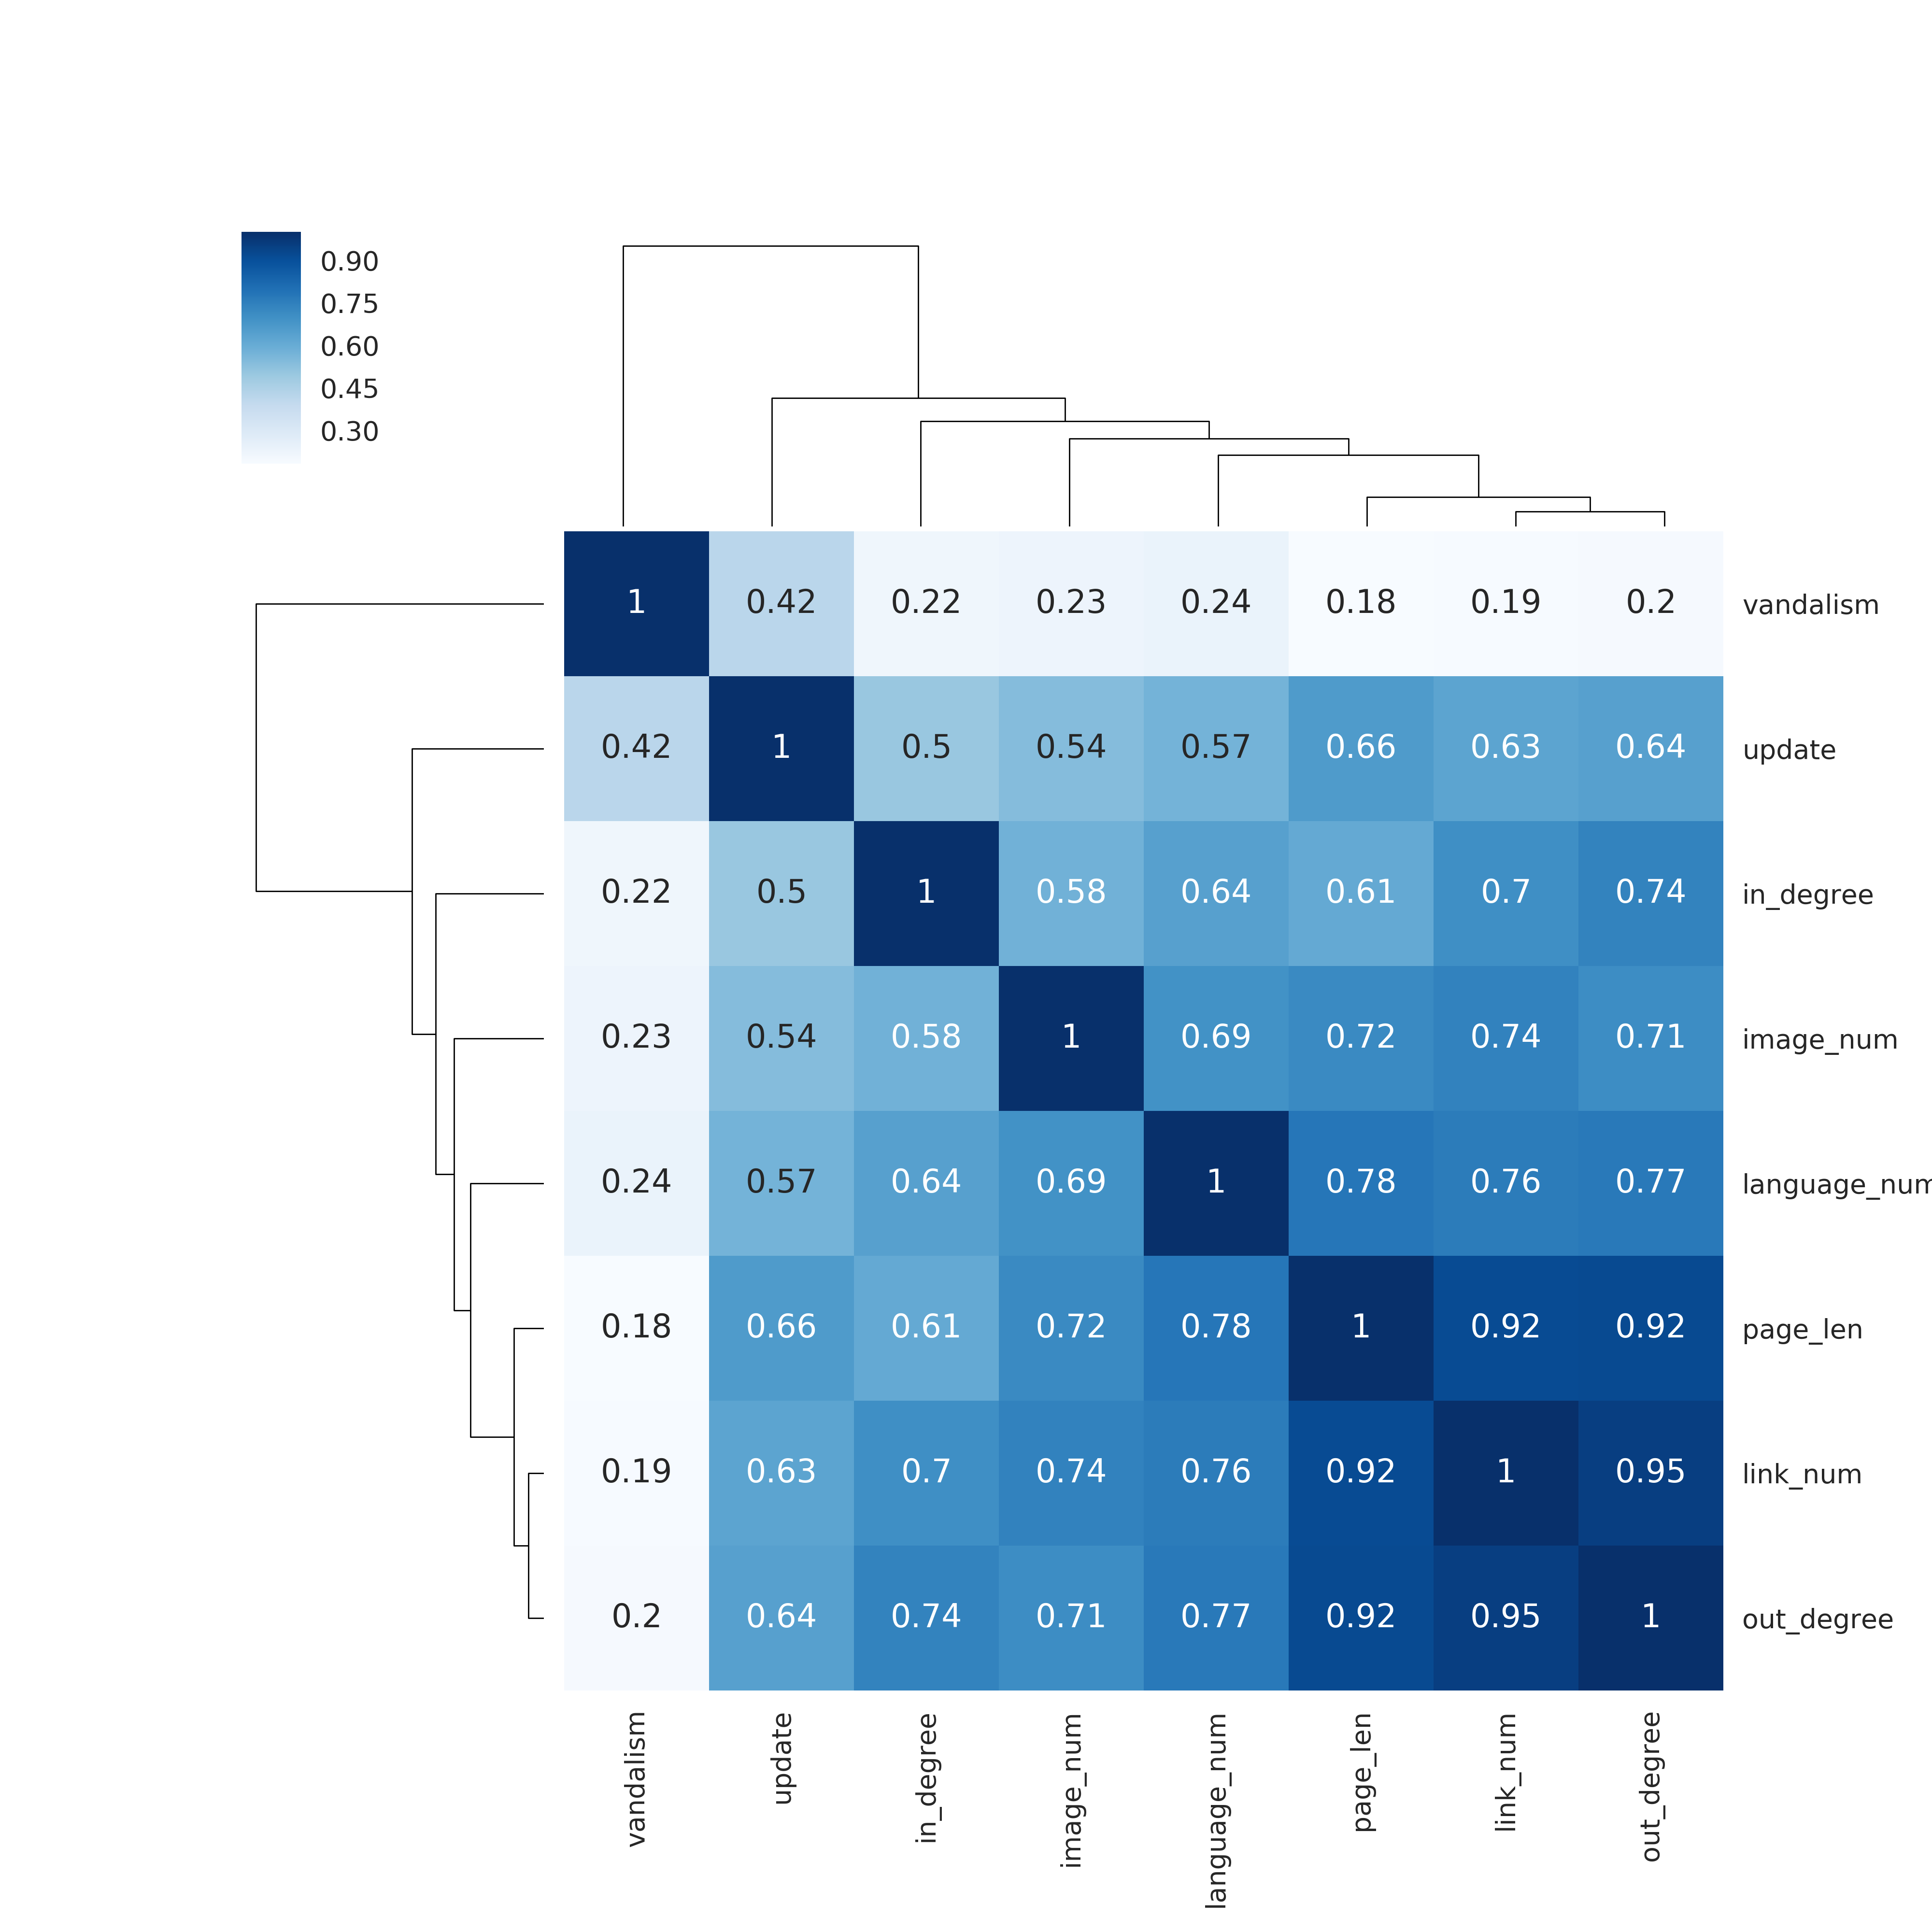 0.90
0.75
0.60
0.45
0.30
1 0.42 0.22 0.23 0.24 0.18 0.19 0.2 vandalism
0.42 1 0.5 0.54 0.57 0.66 0.63 0.64 update
0.22 0.5 1 0.58 0.64 0.61 0.7 0.74 in_degree
0.23 0.54 0.58 1 0.69 0.72 0.74 0.71 image_num
0.24 0.57 0.64 0.69 1 0.78 0.76 0.77 language_num
0.18 0.66 0.61 0.72 0.78 1 0.92 0.92 page_len
0.19 0.63 0.7 0.74 0.76 0.92 1 0.95 link_num
0.2 0.64 0.74 0.71 0.77 0.92 0.95 1 out_degree
vandalism
update
in_degree
image_num
language_num
page_len
link_num
out_degree